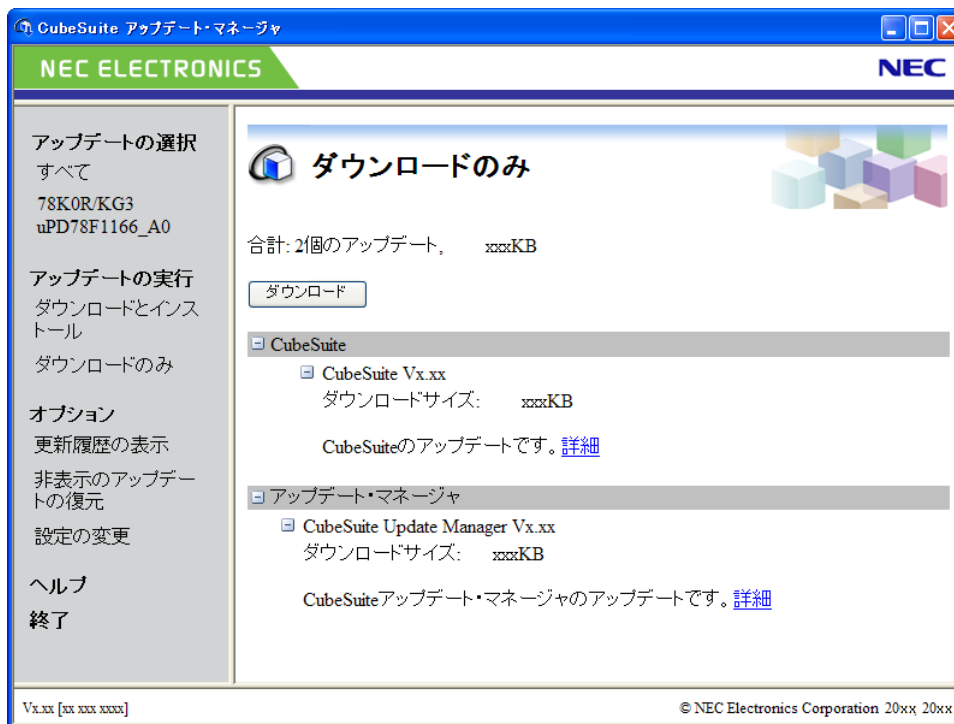 CubeSuite アップデート・マネージャ
NEC ELECTRONICS
NEC
アップデートの選択
すべて
78K0R/KG3
uPD78F1166_A0
アップデートの実行
ダウンロードとインス
トール
ダウンロードのみ
オプション
更新履歴の表示
非表示のアップデー
トの復元
設定の変更
ヘルプ
終了
ダウンロードのみ
合計: 2個のアップデート, xxxKB
ダウンロード
CubeSuite
CubeSuite Vx.xx
ダウンロードサイズ: xxxKB
CubeSuiteのアップデートです。詳細
アップデート・マネージャ
CubeSuite Update Manager Vx.xx
ダウンロードサイズ: xxxKB
CubeSuiteアップデート・マネージャのアップデートです。詳細
Vx.xx [xx xxx xxxx]
© NEC Electronics Corporation 20xx, 20xx